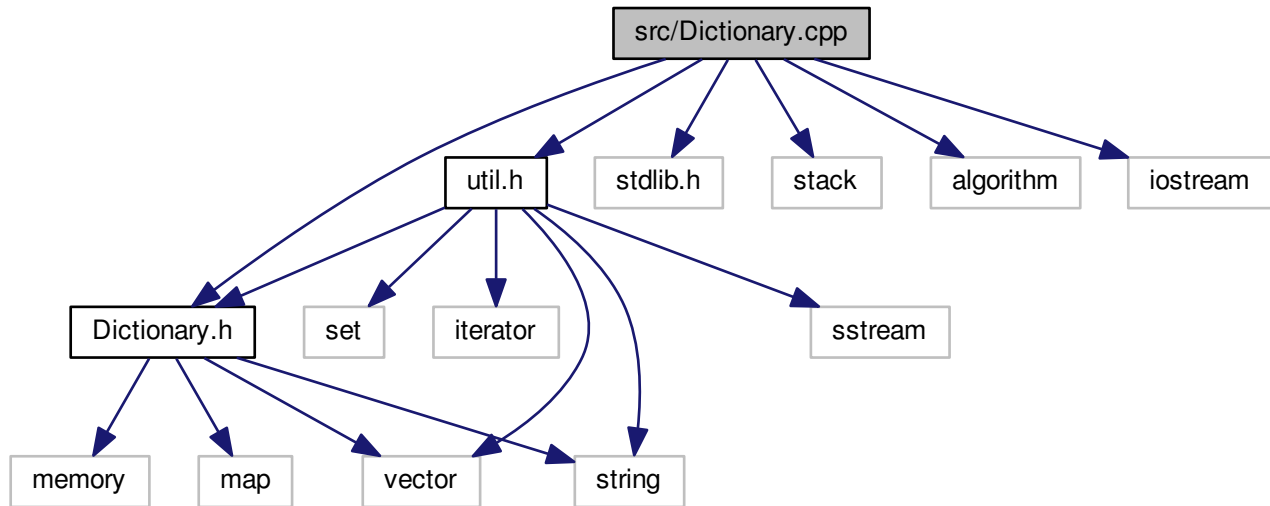 src/Dictionary.cpp
util.h
stdlib.h
stack
algorithm
iostream
Dictionary.h
set
iterator
sstream
memory
map
vector
string